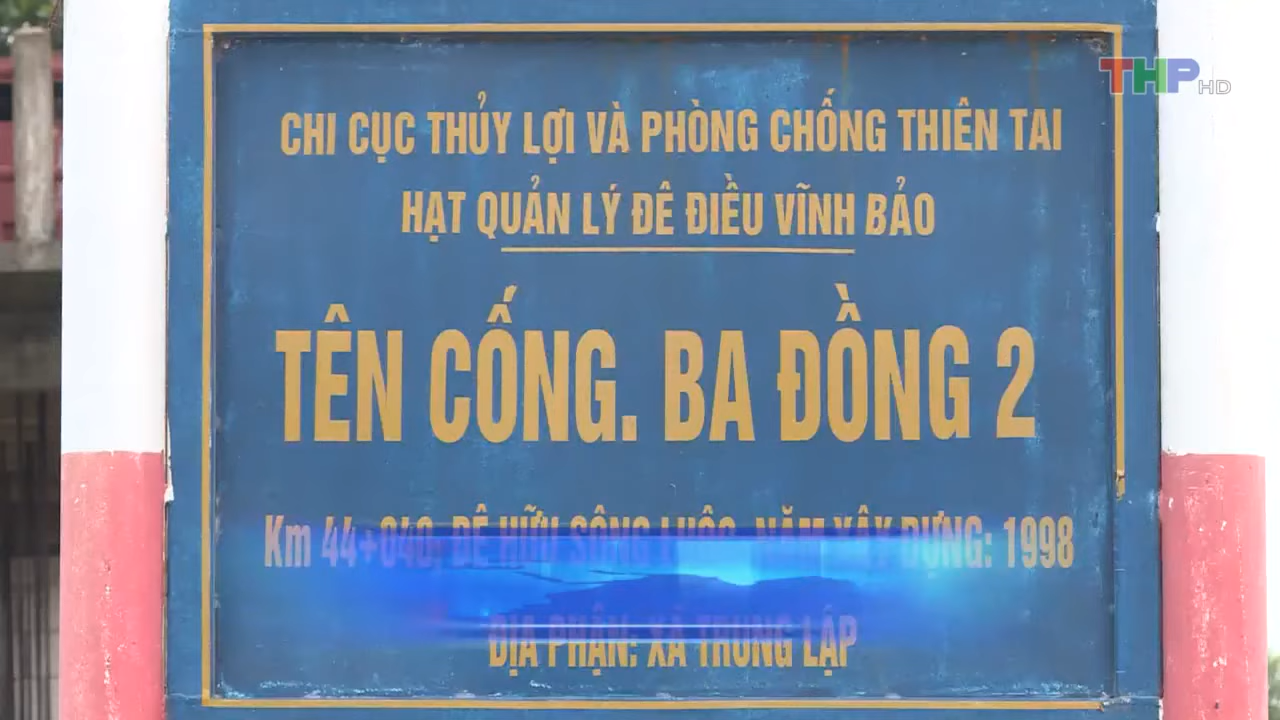 THP HD
CHI CỤC THỦY LỢI VÀ PHÒNG CHỐNG THIÊN TAI
HẠT QUẢN LÝ ĐÊ ĐIỀU VĨNH BẢO
TÊN CỐNG. BA ĐỒNG 2
Km 44+040. ĐÊ HỮU SÔNG LUỘC. NĂM XÂY DỰNG: 1998
ĐỊA PHẬN: XÃ THẮNG LẬP